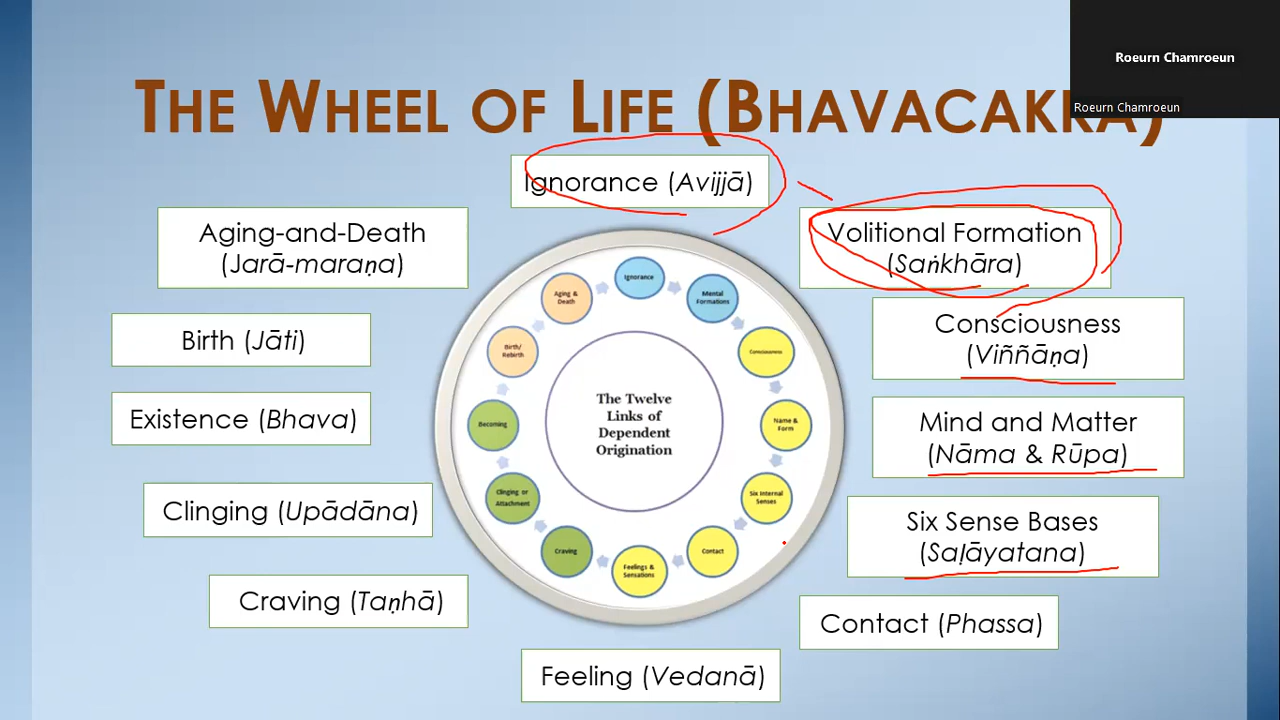 Roeurn Chamroeun
Roeurn Chamroeun
THE WHEEL OF LIFE (BHAVACAKRA)
Ignorance (Avijjā)
Volitional Formation
(Saṅkhāra)
Consciousness
(Viññāṇa)
Mind and Matter
(Nāma & Rūpa)
Six Sense Bases
(Saḷāyatana)
Contact (Phassa)
Feeling (Vedanā)
Craving (Taṇhā)
Clinging (Upādāna)
Existence (Bhava)
Birth (Jāti)
Aging-and-Death
(Jarā-maraṇa)
Ignorance
Mental
Formations
Consciousness
Name &
Form
Six Internal
Senses
Contact
Feelings &
Sensations
Craving
Clinging or
Attachment
Becoming
Birth/
Rebirth
Aging &
Death
The Twelve
Links of
Dependent
Origination